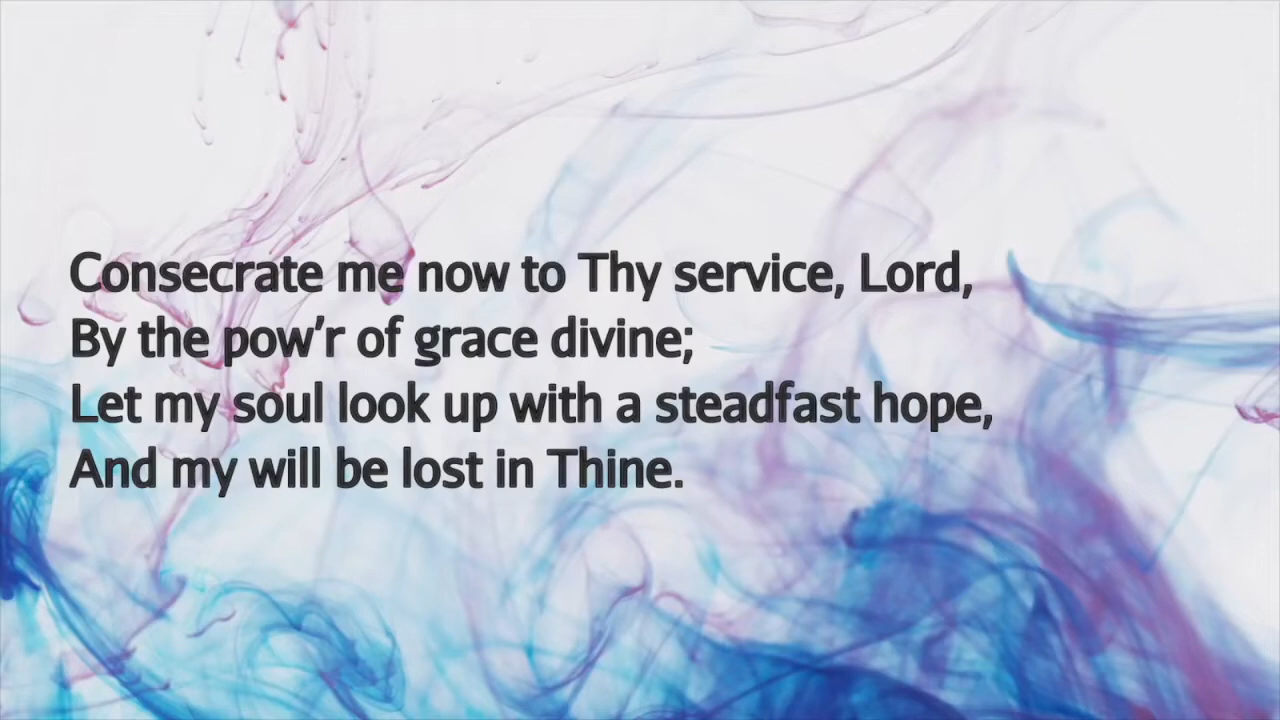 Consecrate me now to Thy service, Lord,
By the pow’r of grace divine;
Let my soul look up with a steadfast hope,
And my will be lost in Thine.